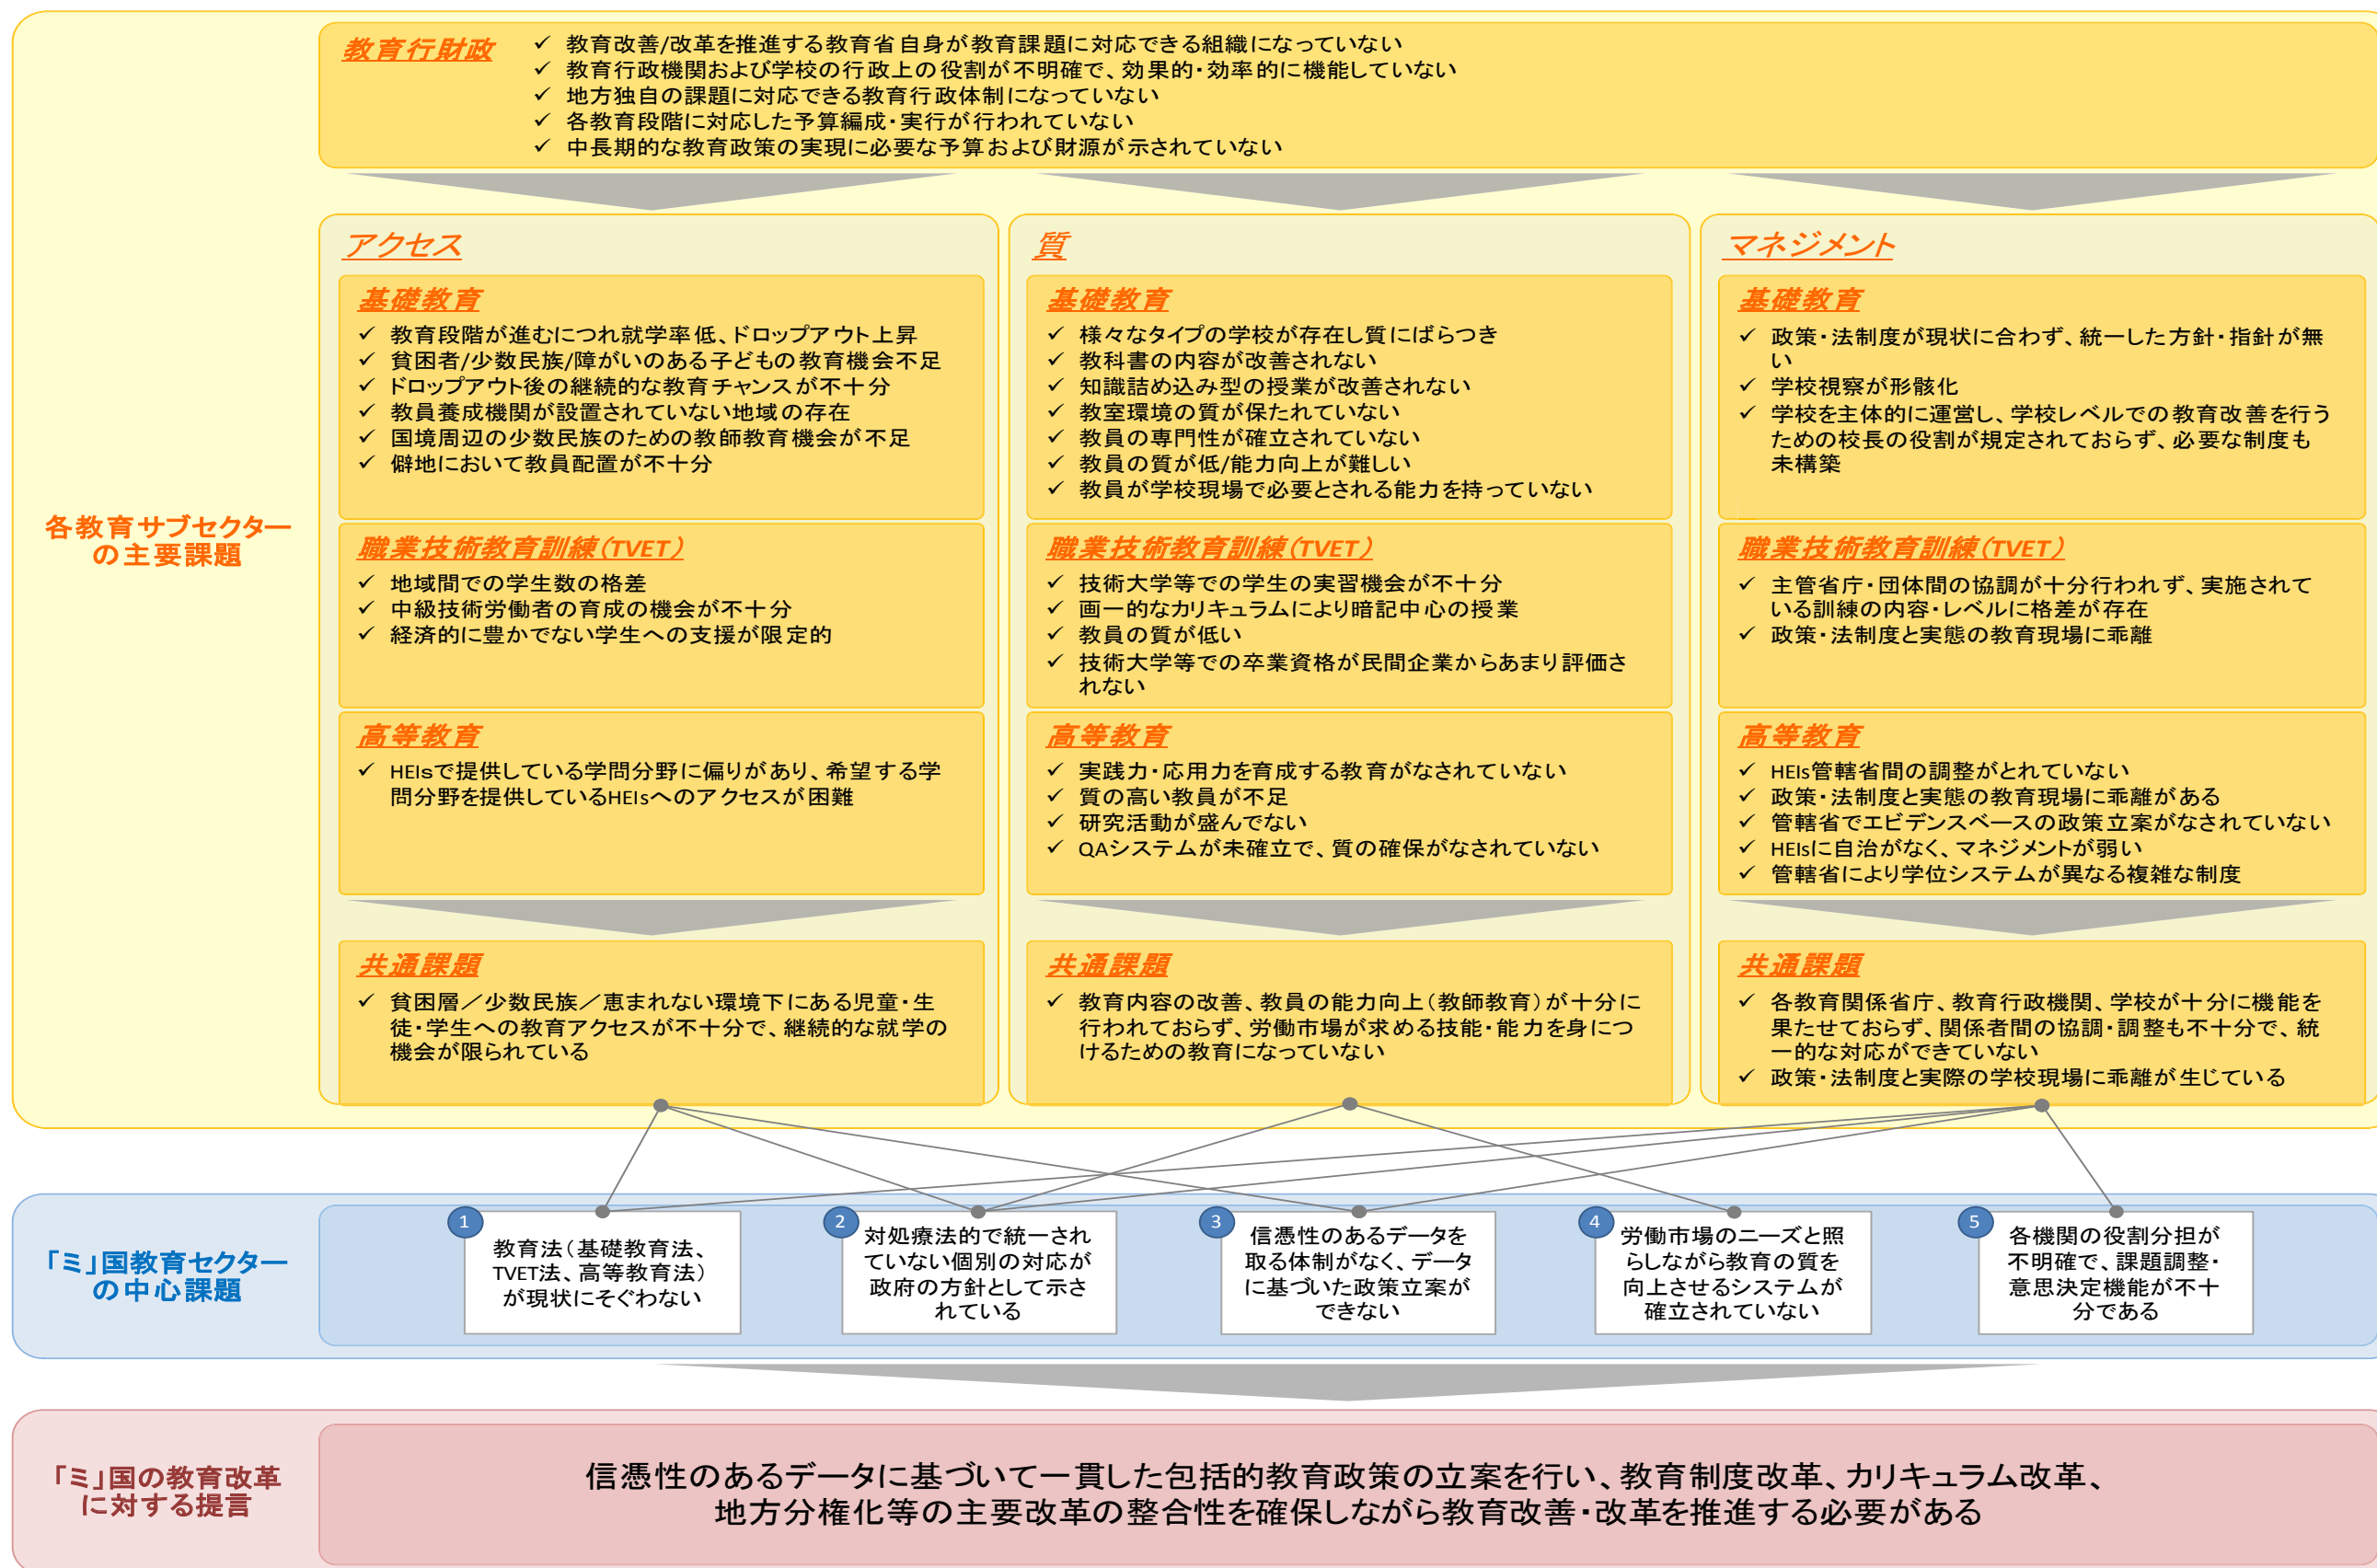 教育行財政
✓ 教育改善/改革を推進する教育省自身が教育課題に対応できる組織になっていない
✓ 教育行政機関および学校の行政上の役割が不明確で、効果的・効率的に機能していない
✓ 地方独自の課題に対応できる教育行政体制になっていない
✓ 各教育段階に対応した予算編成・実行が行われていない
✓ 中長期的な教育政策の実現に必要な予算および財源が示されていない
各教育サブセクター
の主要課題
アクセス
基礎教育
✓ 教育段階が進むにつれ就学率低、ドロップアウト上昇
✓ 貧困者/少数民族/障がいのある子どもの教育機会不足
✓ ドロップアウト後の継続的な教育チャンスが不十分
✓ 教員養成機関が設置されていない地域の存在
✓ 国境周辺の少数民族のための教師教育機会が不足
✓ 僻地において教員配置が不十分
職業技術教育訓練(TVET)
✓ 地域間での学生数の格差
✓ 中級技術労働者の育成の機会が不十分
✓ 経済的に豊かでない学生への支援が限定的
高等教育
✓ HEIsで提供している学問分野に偏りがあり、希望する学
問分野を提供しているHEIsへのアクセスが困難
共通課題
✓ 貧困層/少数民族/恵まれない環境下にある児童・生
徒・学生への教育アクセスが不十分で、継続的な就学の
機会が限られている
質
基礎教育
✓ 様々なタイプの学校が存在し質にばらつき
✓ 教科書の内容が改善されない
✓ 知識詰め込み型の授業が改善されない
✓ 教室環境の質が保たれていない
✓ 教員の専門性が確立されていない
✓ 教員の質が低/能力向上が難しい
✓ 教員が学校現場で必要とされる能力を持っていない
職業技術教育訓練(TVET)
✓ 技術大学等での学生の実習機会が不十分
✓ 画一的なカリキュラムにより暗記中心の授業
✓ 教員の質が低い
✓ 技術大学等での卒業資格が民間企業からあまり評価さ
れない
高等教育
✓ 実践力・応用力を育成する教育がなされていない
✓ 質の高い教員が不足
✓ 研究活動が盛んでない
✓ QAシステムが未確立で、質の確保がなされていない
共通課題
✓ 教育内容の改善、教員の能力向上(教師教育)が十分に
行われておらず、労働市場が求める技能・能力を身につ
けるための教育になっていない
マネジメント
基礎教育
✓ 政策・法制度が現状に合わず、統一した方針・指針が無
い
✓ 学校視察が形骸化
✓ 学校を主体的に運営し、学校レベルでの教育改善を行う
ための校長の役割が規定されておらず、必要な制度も
未構築
職業技術教育訓練(TVET)
✓ 主管省庁・団体間の協調が十分行われず、実施されて
いる訓練の内容・レベルに格差が存在
✓ 政策・法制度と実態の教育現場に乖離
高等教育
✓ HEIs管轄省間の調整がとれていない
✓ 政策・法制度と実態の教育現場に乖離がある
✓ 管轄省でエビデンスベースの政策立案がなされていない
✓ HEIsに自治がなく、マネジメントが弱い
✓ 管轄省により学位システムが異なる複雑な制度
共通課題
✓ 各教育関係省庁、教育行政機関、学校が十分に機能を
果たせておらず、関係者間の協調・調整も不十分で、統
一的な対応ができていない
✓ 政策・法制度と実際の学校現場に乖離が生じている
「ミ」国教育セクター
の中心課題
1
教育法(基礎教育法、
TVET法、高等教育法)
が現状にそぐわない
2
対処療法的で統一され
ていない個別の対応が
政府の方針として示さ
れている
3
信憑性のあるデータを
取る体制がなく、データ
に基づいた政策立案が
できない
4
労働市場のニーズと照
らしながら教育の質を
向上させるシステムが
確立されていない
5
各機関の役割分担が
不明確で、課題調整・
意思決定機能が不十
分である
「ミ」国の教育改革
に対する提言
信憑性のあるデータに基づいて一貫した包括的教育政策の立案を行い、教育制度改革、カリキュラム改革、
地方分権化等の主要改革の整合性を確保しながら教育改善・改革を推進する必要がある